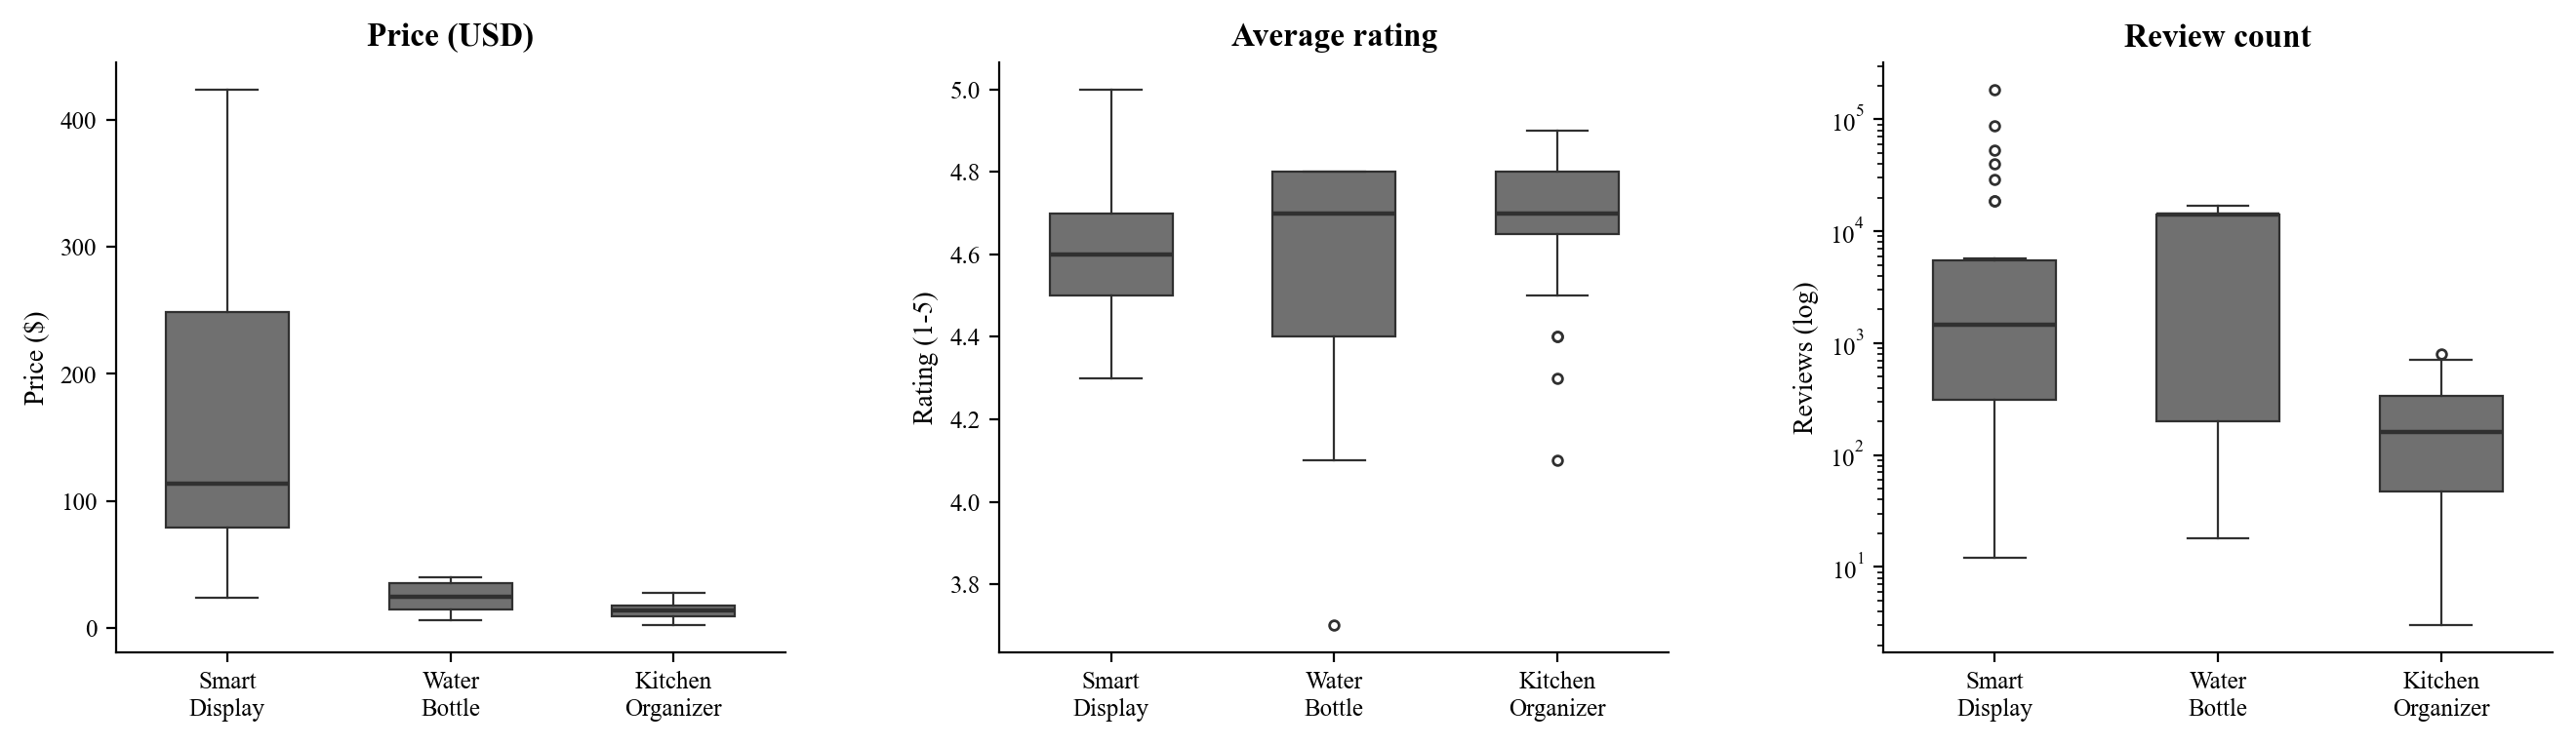 Price (USD)
Price ($)
400
300
200
100
0
Smart
Display
Water
Bottle
Kitchen
Organizer
Average rating
Rating (1-5)
5.0
4.8
4.6
4.4
4.2
4.0
3.8
Smart
Display
Water
Bottle
Kitchen
Organizer
Review count
Reviews (log)
10^5
10^4
10^3
10^2
10^1
Smart
Display
Water
Bottle
Kitchen
Organizer